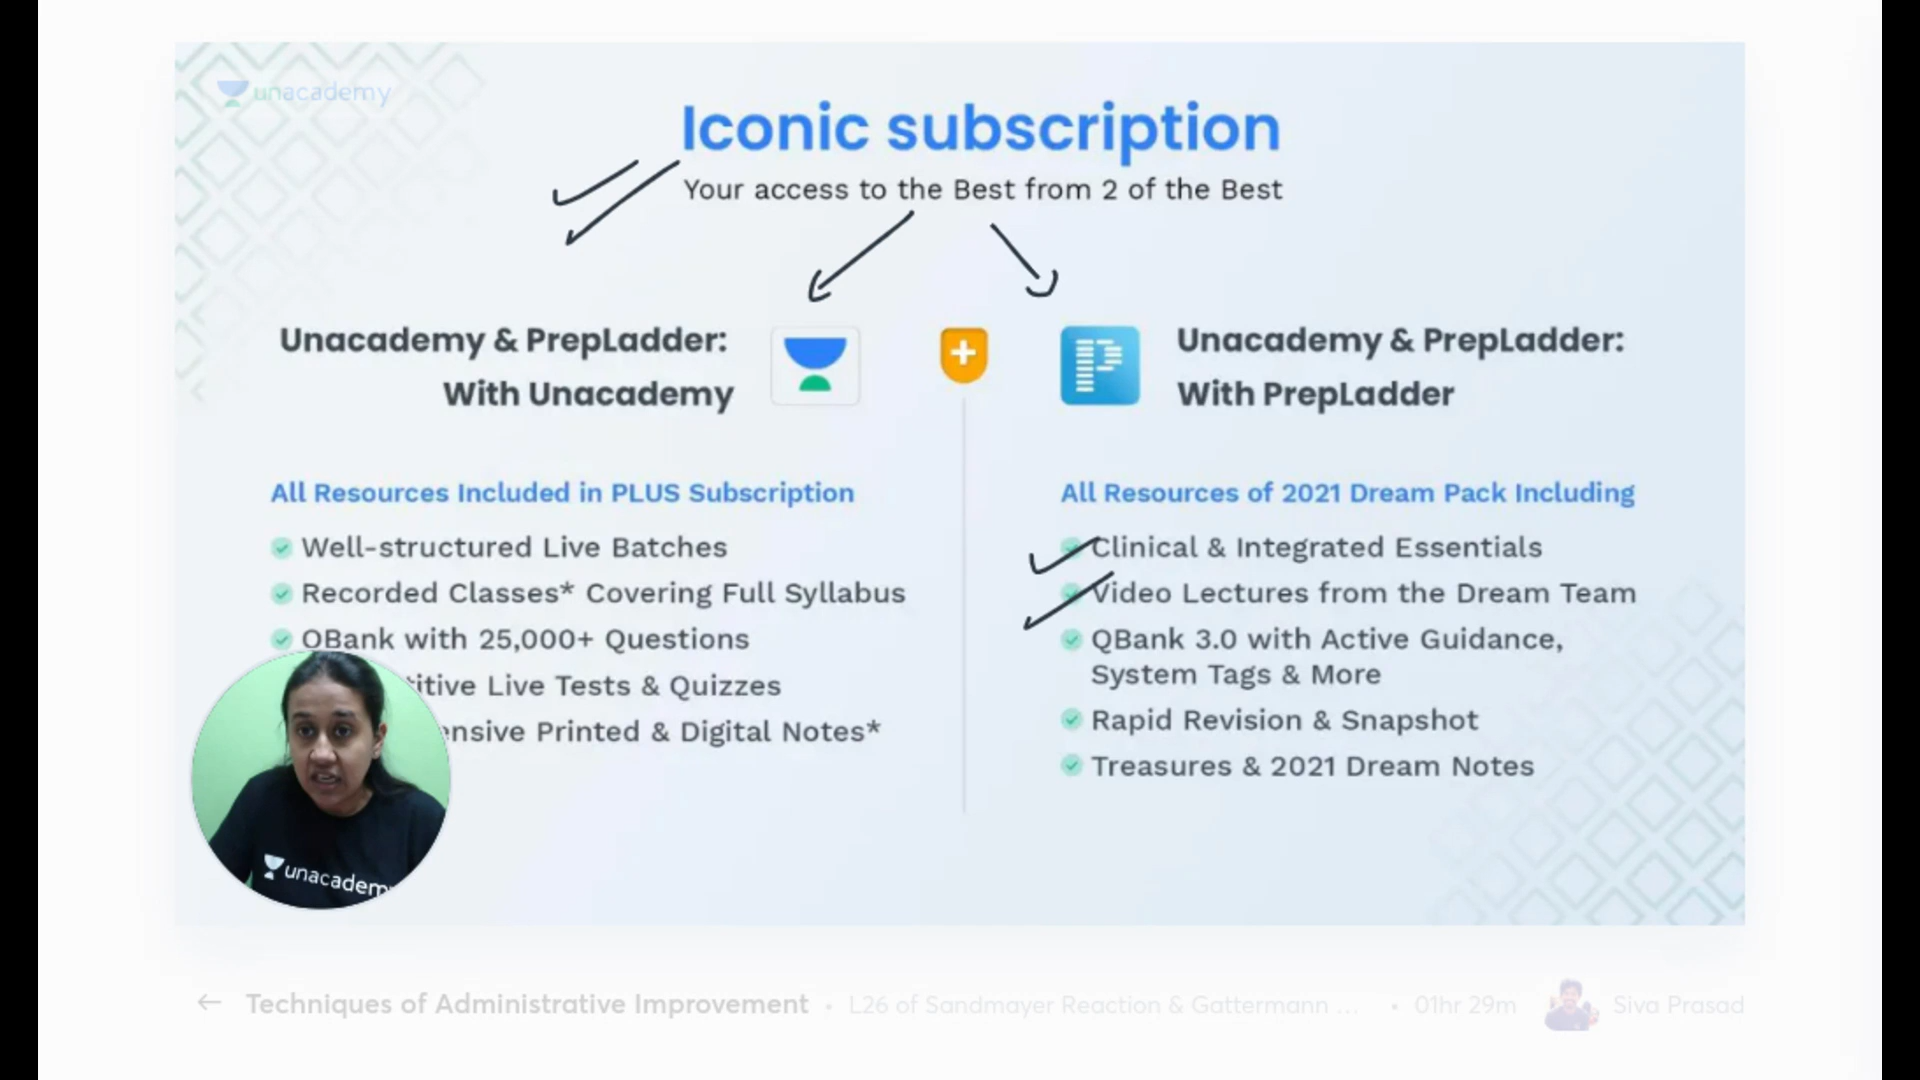 unacademy
Iconic subscription
Your access to the Best from 2 of the Best
Unacademy & PrepLadder:
With Unacademy
Unacademy & PrepLadder:
With PrepLadder
All Resources Included in PLUS Subscription
Well-structured Live Batches
Recorded Classes* Covering Full Syllabus
QBank with 25,000+ Questions
Live Tests & Quizzes
Printed & Digital Notes*
All Resources of 2021 Dream Pack Including
Clinical & Integrated Essentials
Video Lectures from the Dream Team
QBank 3.0 with Active Guidance,
System Tags & More
Rapid Revision & Snapshot
Treasures & 2021 Dream Notes
unacademy
← Techniques of Administrative Improvement • L26 of Sandmayer Reaction & Gattermann ... • 01hr 29m Siva Prasad